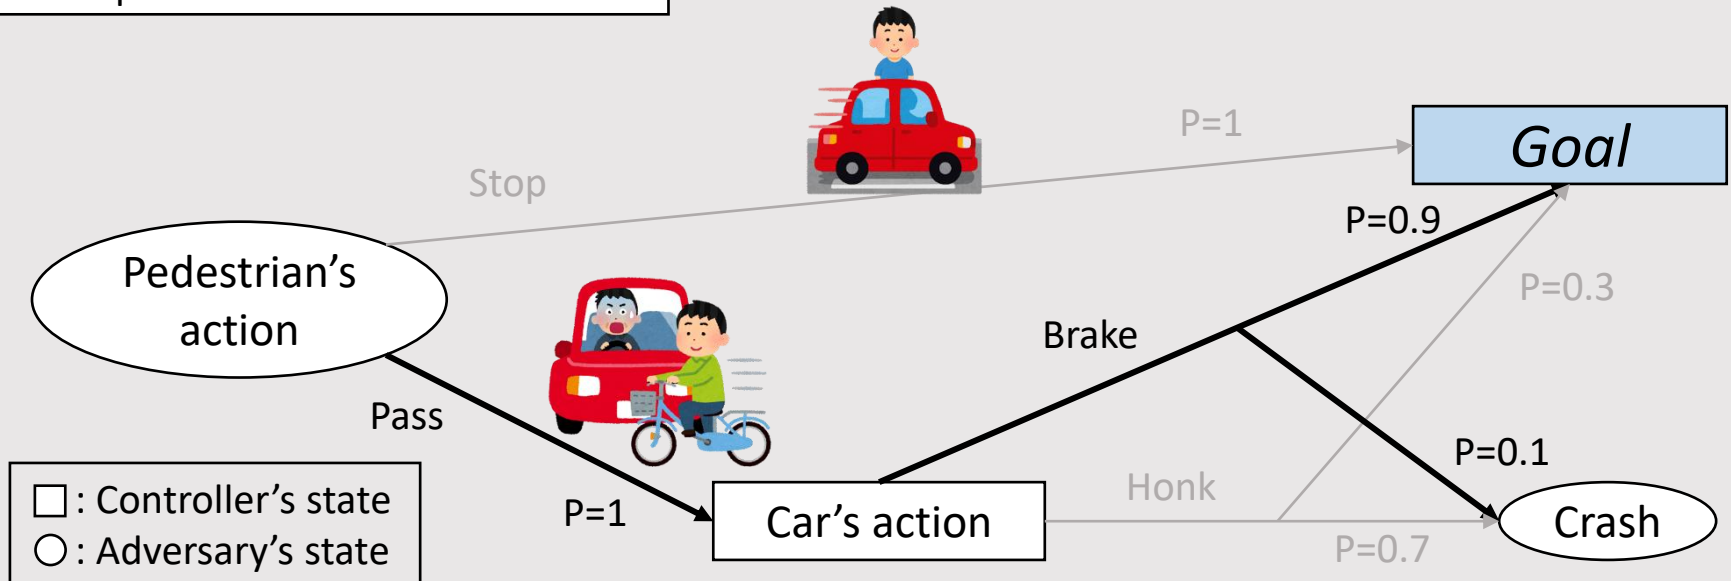 Stop
P=1
Goal
P=0.9
P=0.3
Pedestrian's
action
Brake
Pass
P=1
Car's action
Honk
P=0.1
P=0.7
Crash
□ : Controller's state
○ : Adversary's state